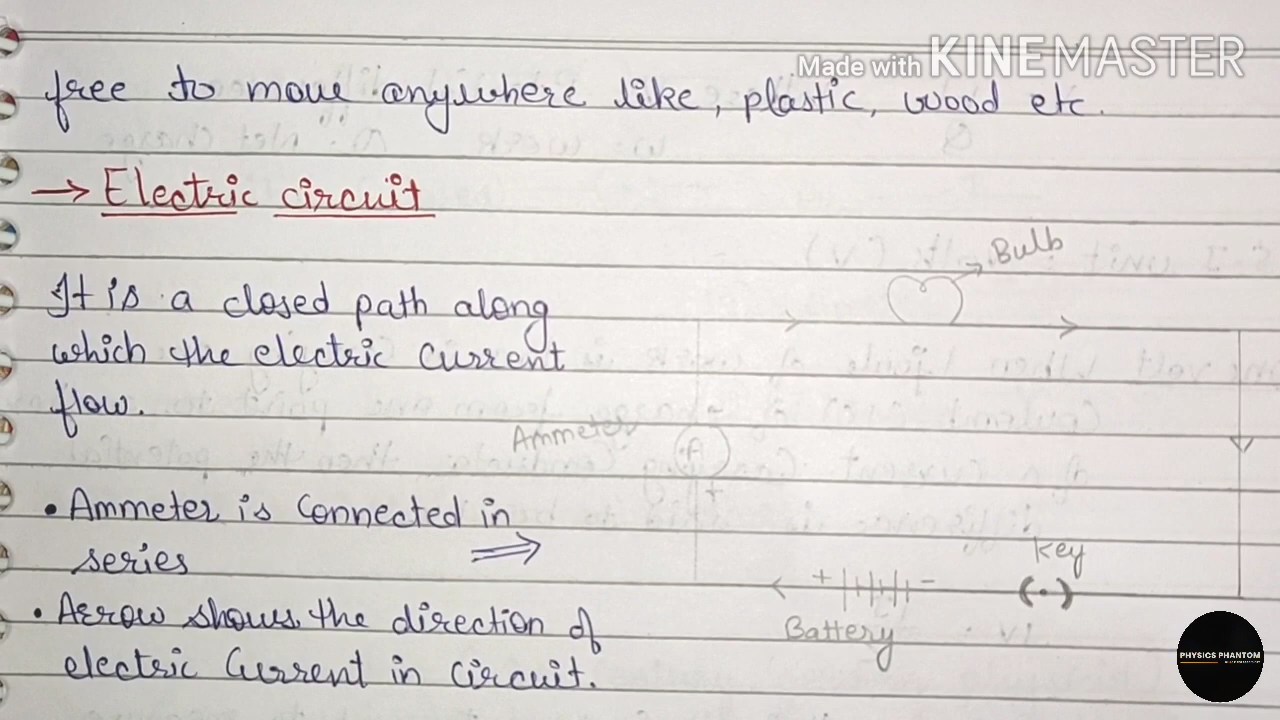 Made with KINEMASTER
free to move anywhere like, plastic, wood etc.
→ Electric circuit
Bulb
It is a closed path along
which the electric current
flow.
Ammeter
A
+
• Ammeter is connected in
series ⇒
Key
(·)
+ -
Battery
• Arrow shows the direction of
electric current in circuit.
PHYSICS PHANTOM